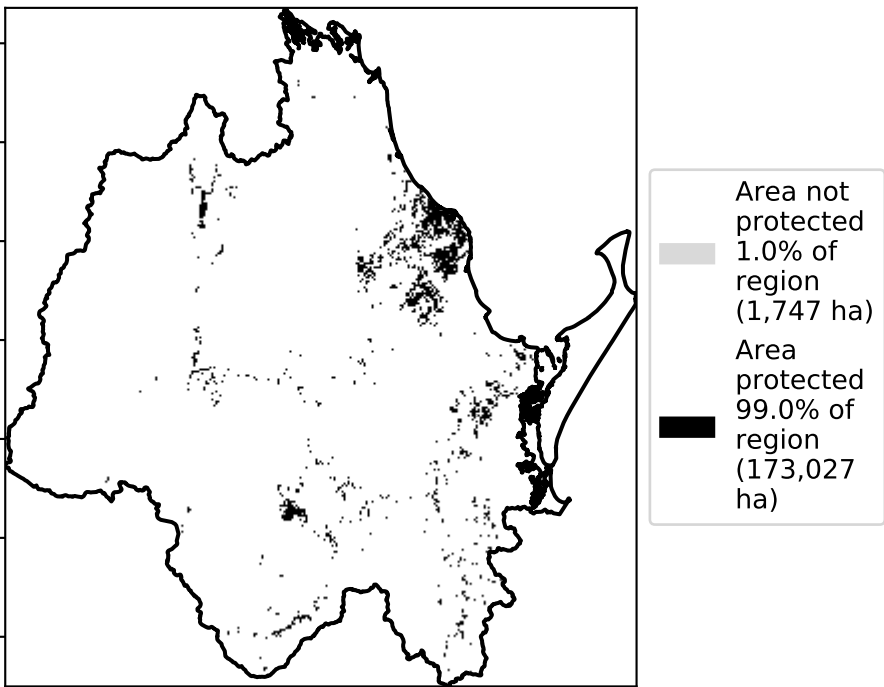 Area not
protected
1.0% of
region
(1,747 ha)
Area
protected
99.0% of
region
(173,027
ha)